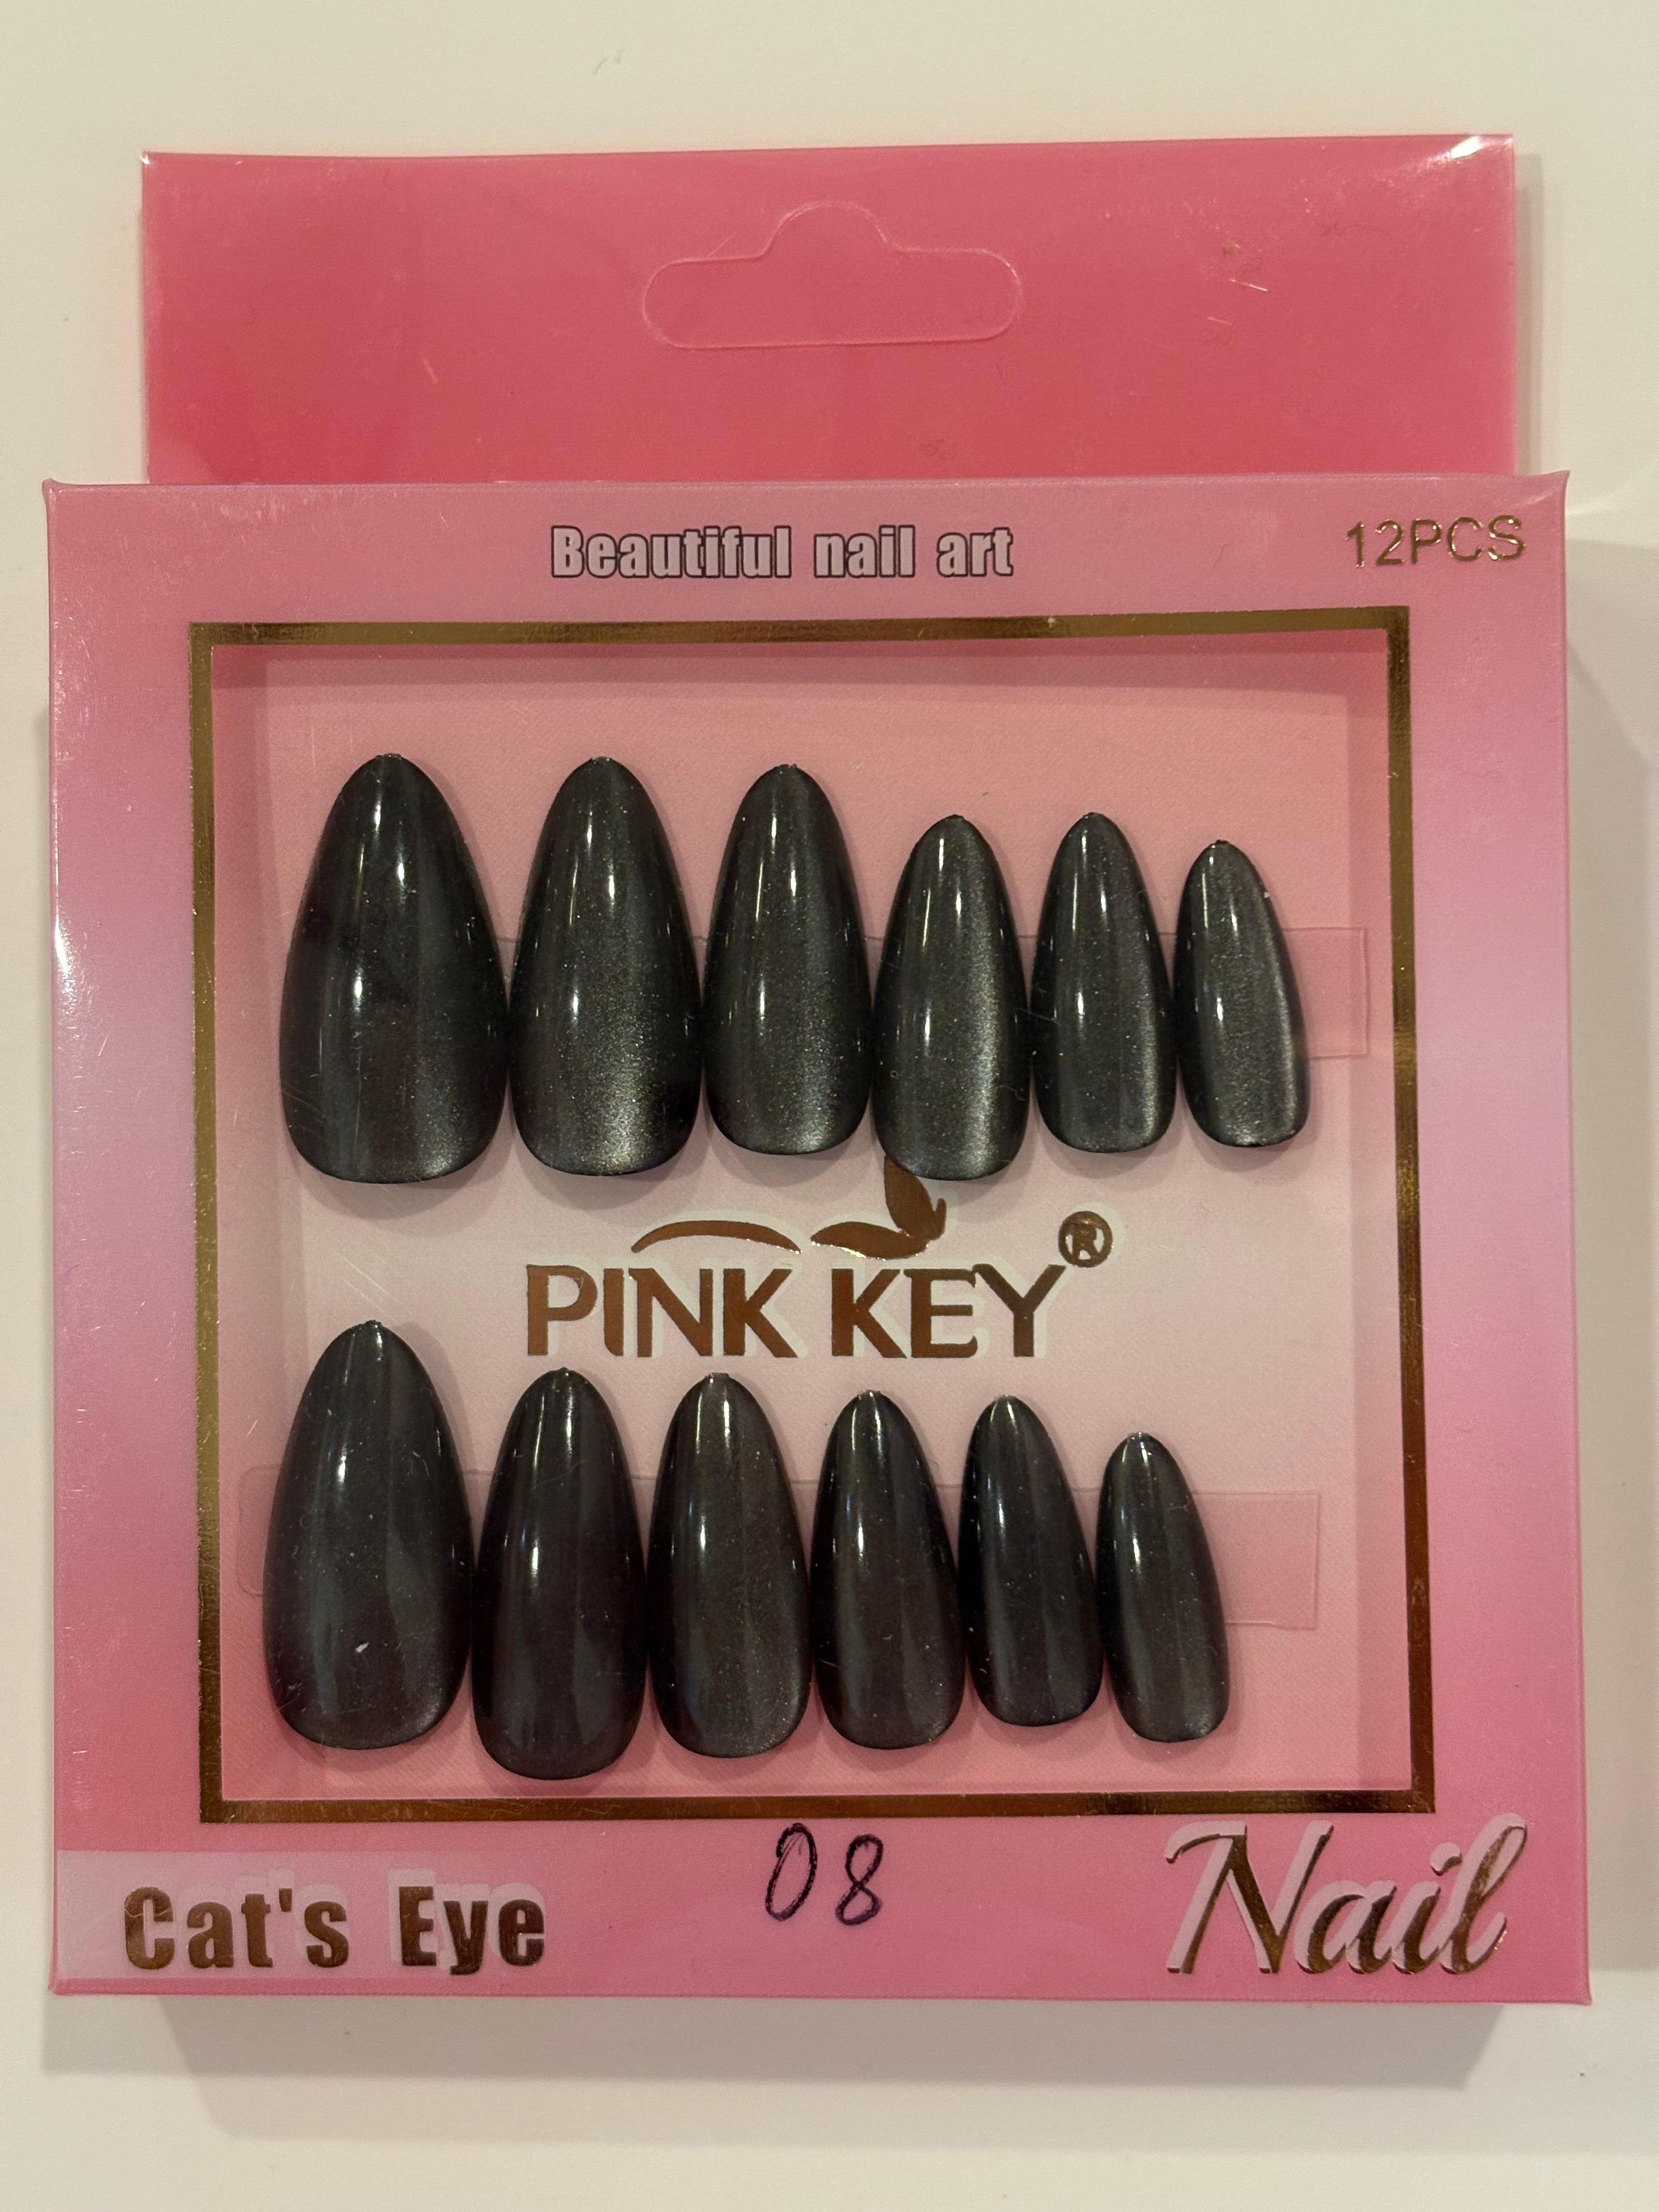 Beautiful nail art
12PCS
PINK KEY®
08
Cat's Eye
Nail